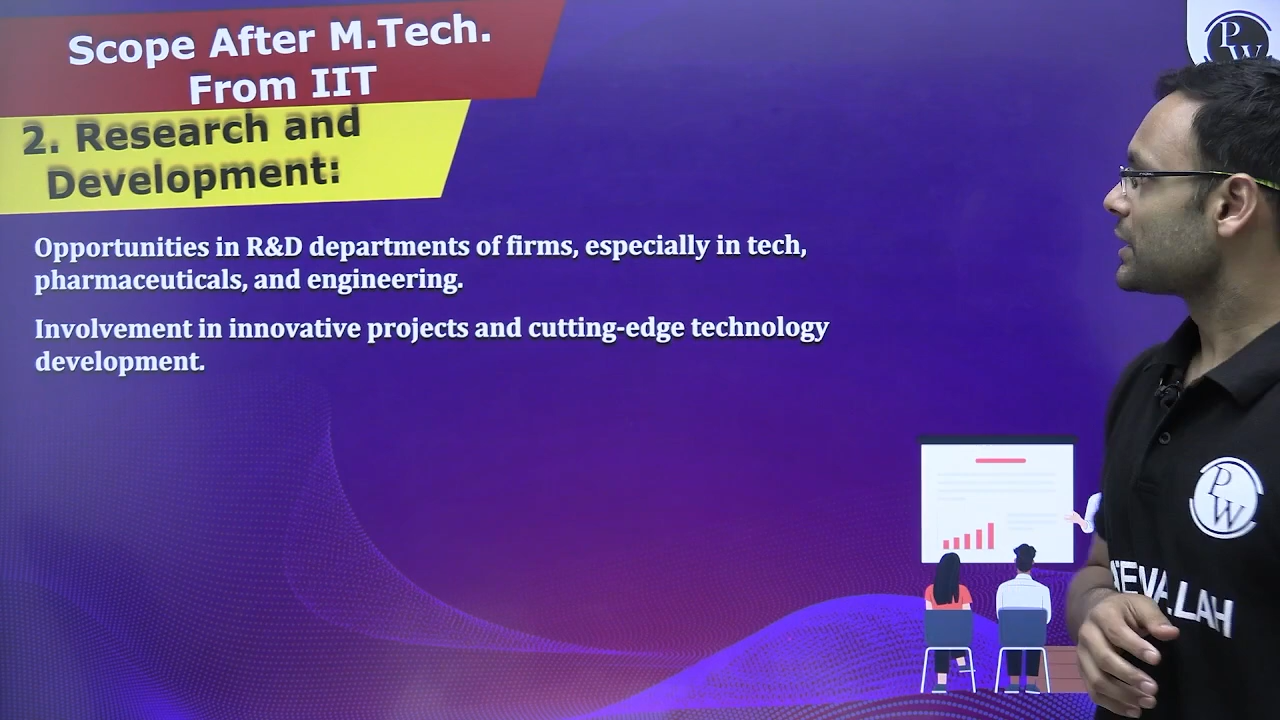 Scope After M.Tech.
From IIT
2. Research and
Development:
Opportunities in R&D departments of firms, especially in tech,
pharmaceuticals, and engineering.
Involvement in innovative projects and cutting-edge technology
development.
PW
PW